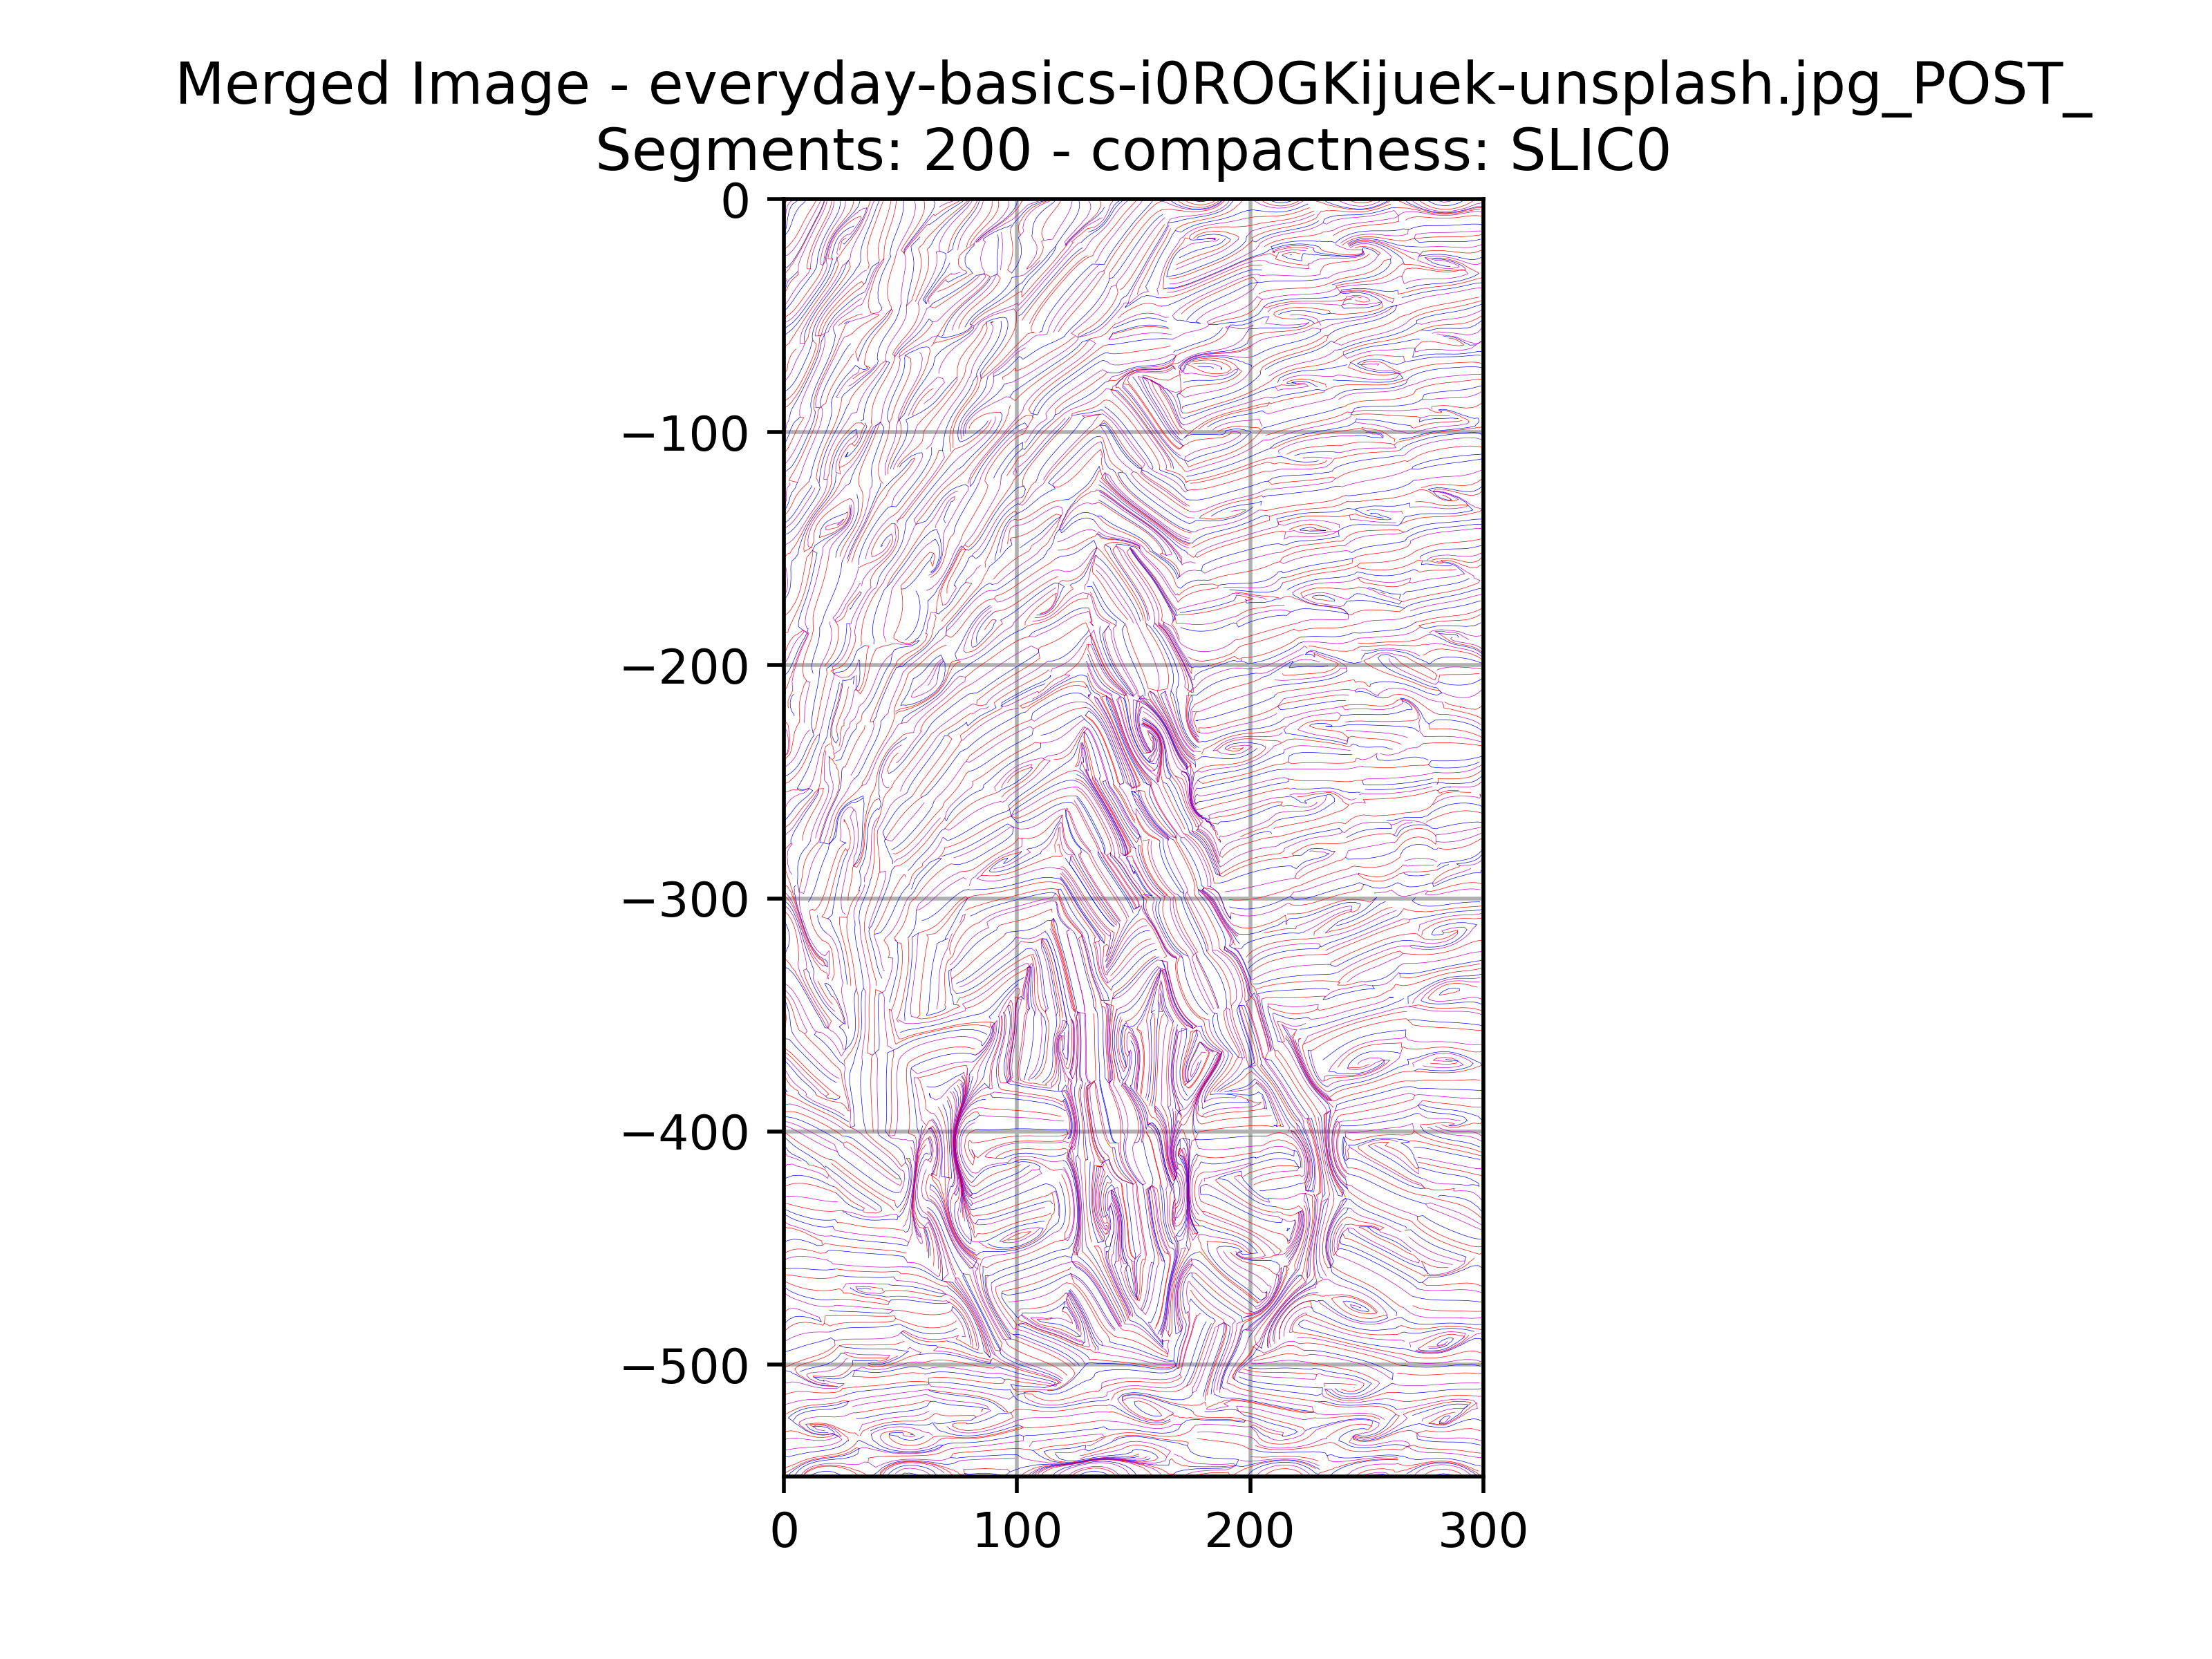 Merged Image - everyday-basics-i0ROGKijuek-unsplash.jpg_POST_
Segments: 200 - compactness: SLIC0
0
−100
−200
−300
−400
−500
0 100 200 300